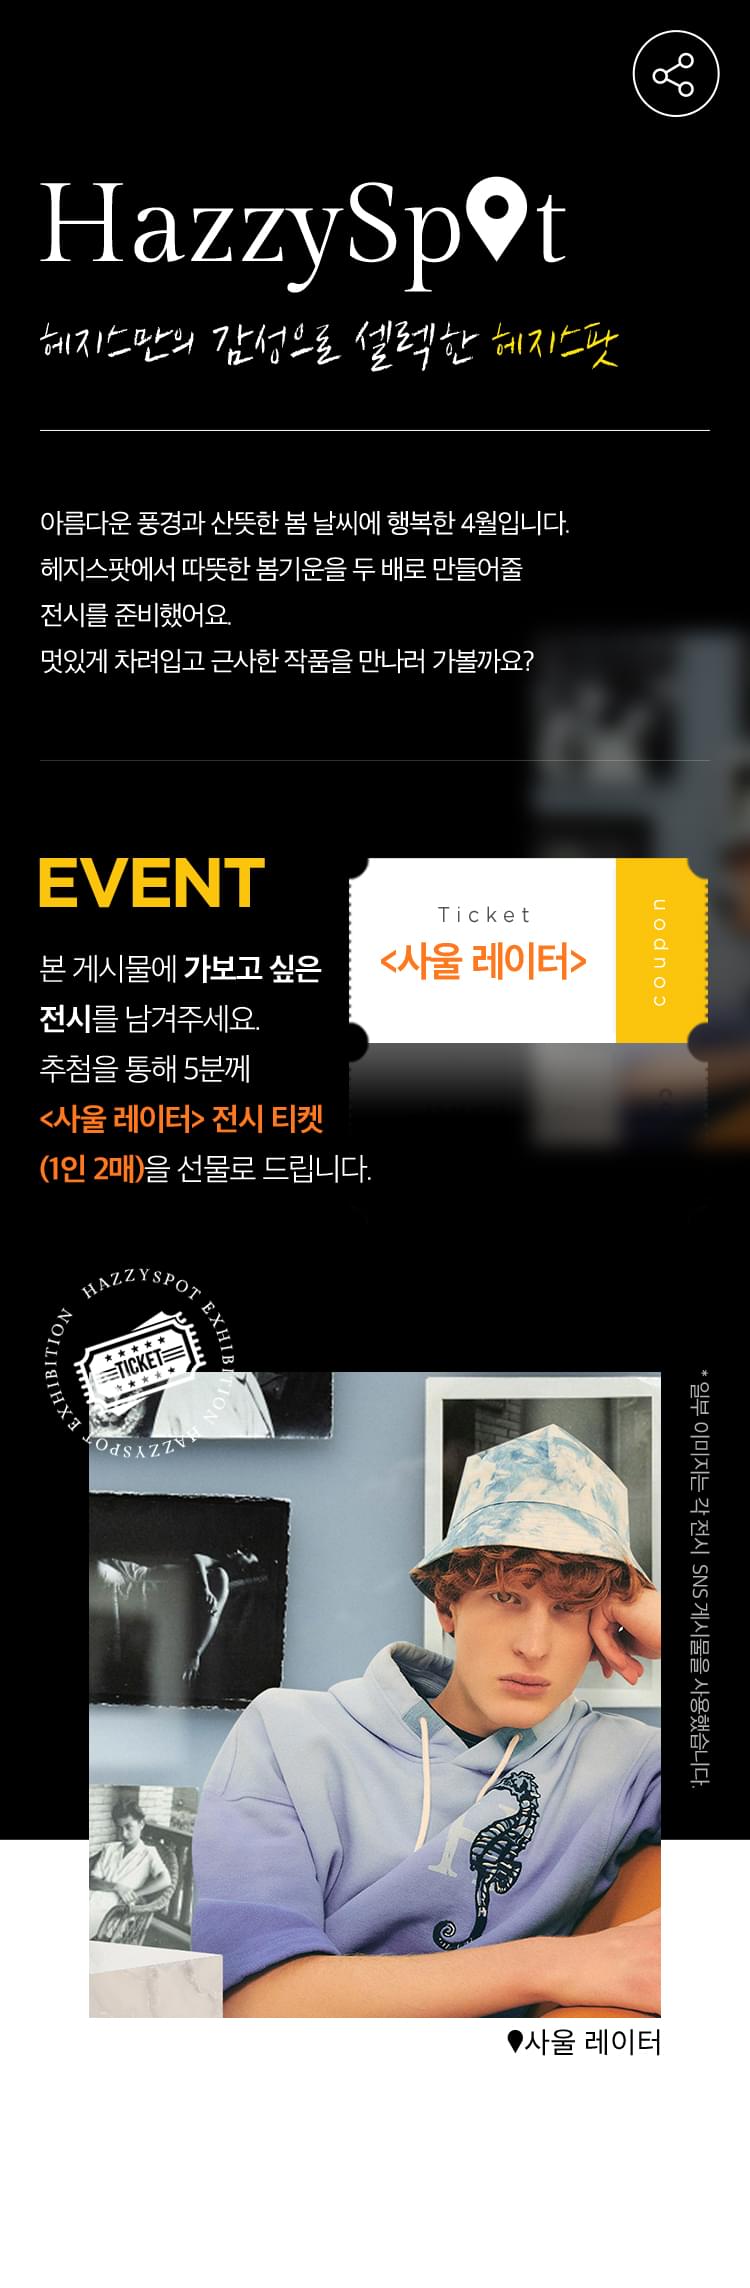 HazzySpot
헤지스만의 감성으로 셀렉한 헤지스팟
아름다운 풍경과 산뜻한 봄 날씨에 행복한 4월입니다.
헤지스팟에서 따뜻한 봄기운을 두 배로 만들어줄
전시를 준비했어요.
멋있게 차려입고 근사한 작품을 만나러 가볼까요?
EVENT
본 게시물에 가보고 싶은
전시를 남겨주세요.
추첨을 통해 5분께
<사울 레이터> 전시 티켓
(1인 2매)을 선물로 드립니다.
Ticket
<사울 레이터>
coupon
HAZZYSPOT EXHIBITION HAZZYSPOT EXHIBITION
TICKET
* 일부 이미지는 각 전시 SNS 게시물을 사용했습니다.
사울 레이터